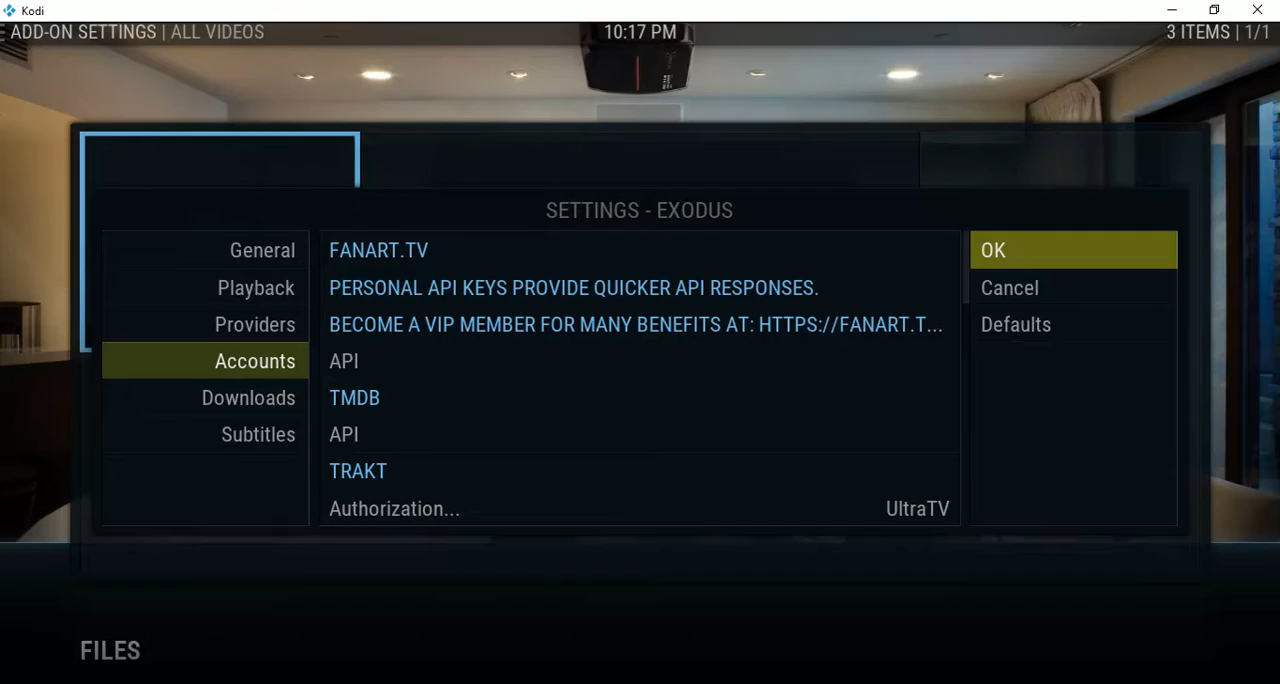 Kodi
ADD-ON SETTINGS | ALL VIDEOS
10:17 PM
3 ITEMS | 1/1
SETTINGS - EXODUS
General
Playback
Providers
Accounts
Downloads
Subtitles
FANART.TV
PERSONAL API KEYS PROVIDE QUICKER API RESPONSES.
BECOME A VIP MEMBER FOR MANY BENEFITS AT: HTTPS://FANART.T...
API
TMDB
API
TRAKT
Authorization... UltraTV
OK
Cancel
Defaults
FILES